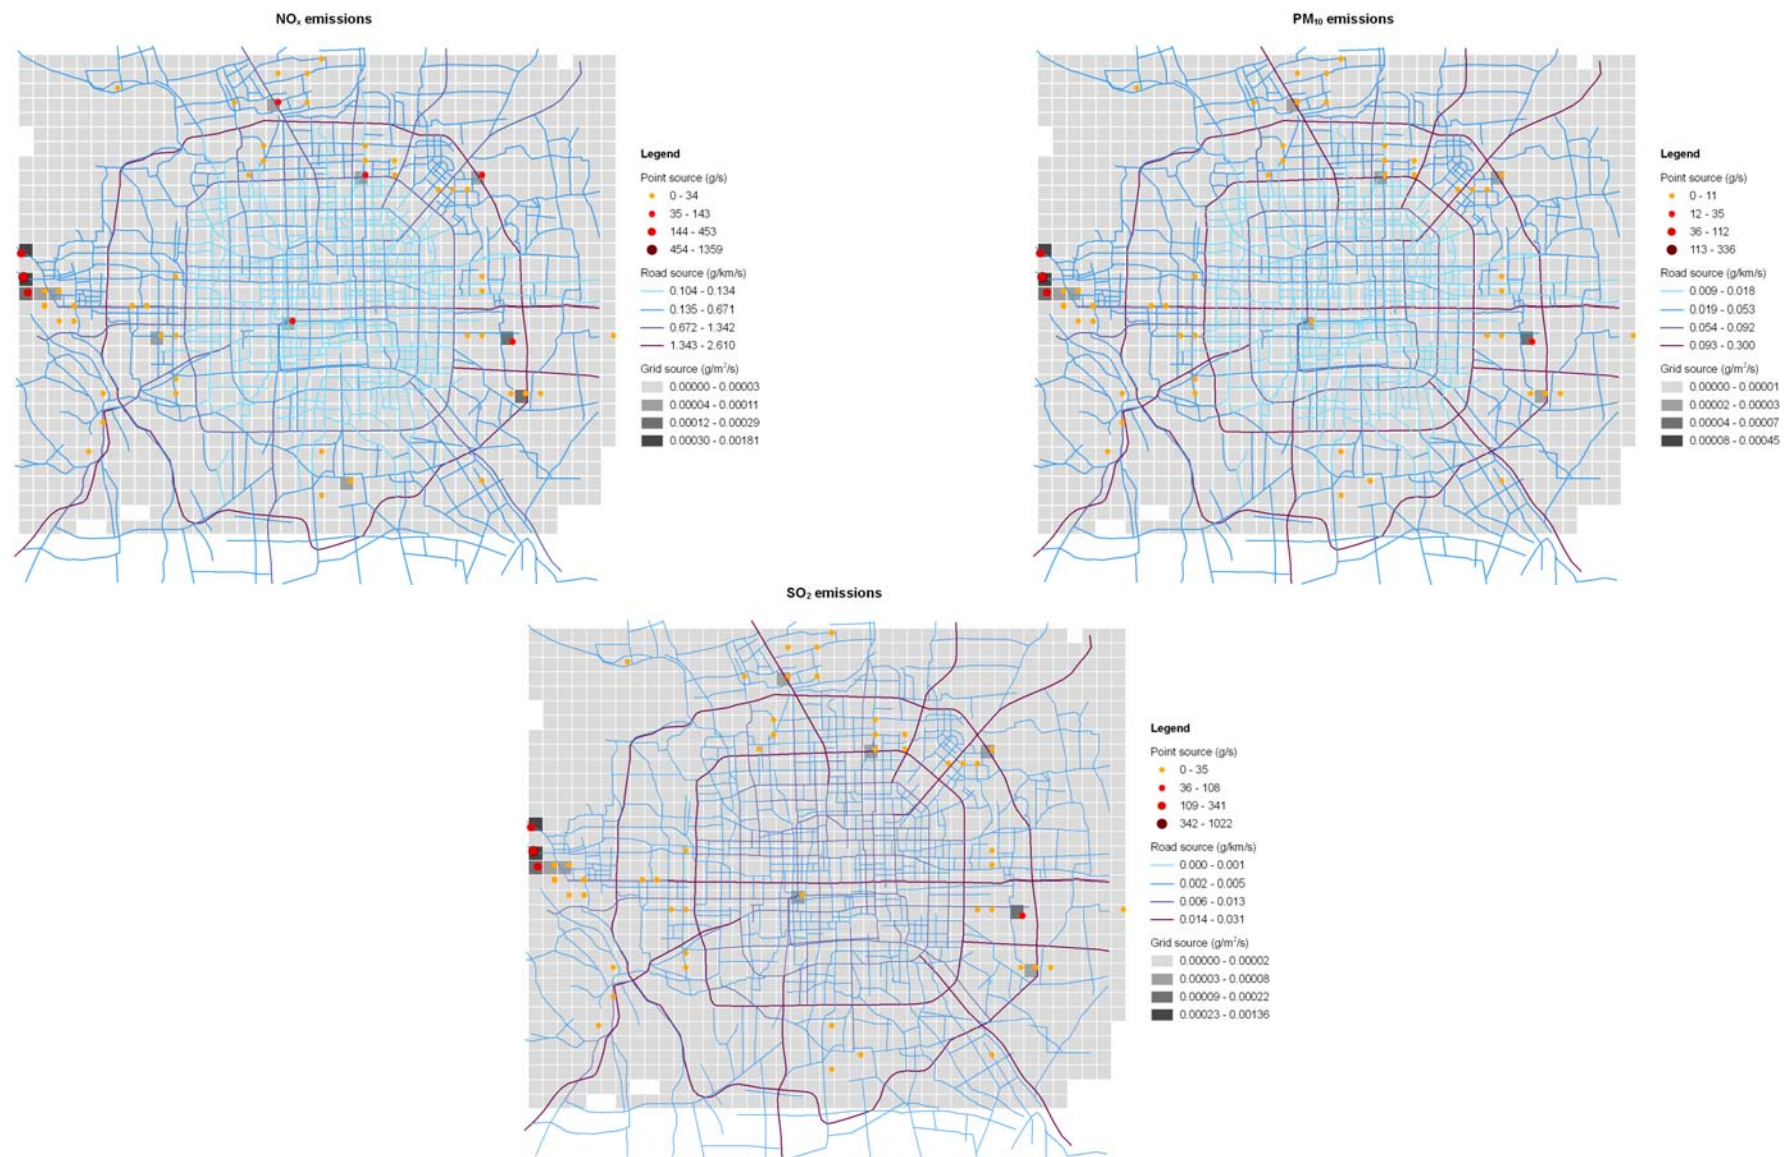 NOₓ emissions
Legend
Point source (g/s)
0 - 34
35 - 143
144 - 453
454 - 1359
Road source (g/km/s)
0.104 - 0.134
0.135 - 0.671
0.672 - 1.342
1.343 - 2.610
Grid source (g/m²/s)
0.00000 - 0.00003
0.00004 - 0.00011
0.00012 - 0.00029
0.00030 - 0.00181
PM₁₀ emissions
Legend
Point source (g/s)
0 - 11
12 - 35
36 - 112
113 - 336
Road source (g/km/s)
0.009 - 0.018
0.019 - 0.053
0.054 - 0.092
0.093 - 0.300
Grid source (g/m²/s)
0.00000 - 0.00001
0.00002 - 0.00003
0.00004 - 0.00007
0.00008 - 0.00045
SO₂ emissions
Legend
Point source (g/s)
0 - 35
36 - 108
109 - 341
342 - 1022
Road source (g/km/s)
0.000 - 0.001
0.002 - 0.005
0.006 - 0.013
0.014 - 0.031
Grid source (g/m²/s)
0.00000 - 0.00002
0.00003 - 0.00008
0.00009 - 0.00022
0.00023 - 0.00136